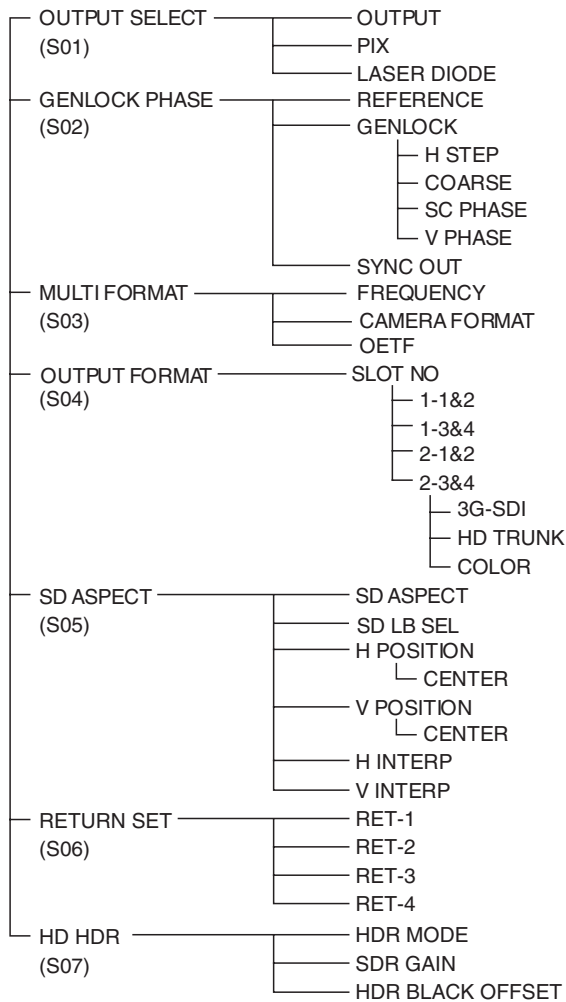 OUTPUT SELECT
(S01)
OUTPUT
PIX
LASER DIODE
GENLOCK PHASE
(S02)
REFERENCE
GENLOCK
H STEP
COARSE
SC PHASE
V PHASE
SYNC OUT
MULTI FORMAT
(S03)
FREQUENCY
CAMERA FORMAT
OETF
OUTPUT FORMAT
(S04)
SLOT NO
1-1&2
1-3&4
2-1&2
2-3&4
3G-SDI
HD TRUNK
COLOR
SD ASPECT
(S05)
SD ASPECT
SD LB SEL
H POSITION
CENTER
V POSITION
CENTER
H INTERP
V INTERP
RETURN SET
(S06)
RET-1
RET-2
RET-3
RET-4
HD HDR
(S07)
HDR MODE
SDR GAIN
HDR BLACK OFFSET